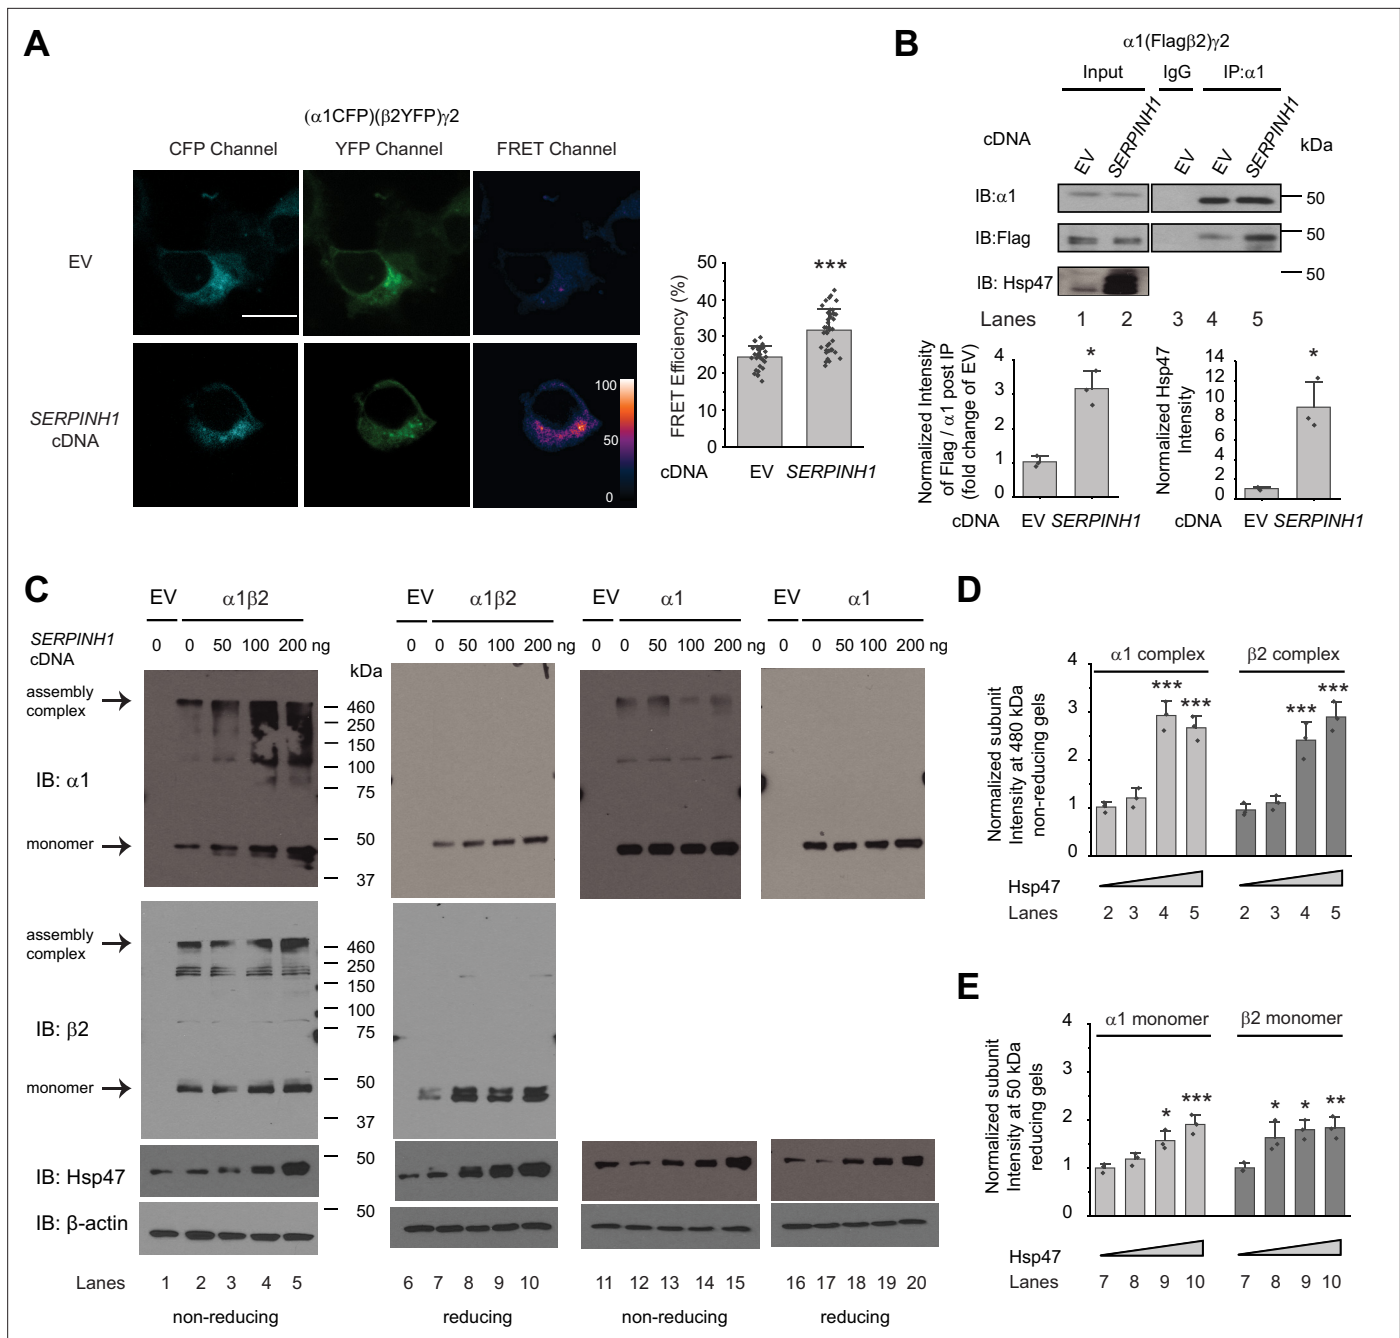 A
(α1CFP)(β2YFP)γ2
CFP Channel YFP Channel FRET Channel
EV
SERPINH1
cDNA
100
50
0
FRET Efficiency (%)
50
40
30
20
10
0
***
cDNA EV SERPINH1
B
α1(Flagβ2)γ2
Input IgG IP:α1
cDNA EV SERPINH1 EV EV SERPINH1 kDa
IB:α1 50
IB:Flag 50
IB: Hsp47 50
Lanes 1 2 3 4 5
Normalized Intensity
of Flag / α1 post IP
(fold change of EV)
4
3
2
1
0
*
cDNA EV SERPINH1
Normalized Hsp47
Intensity
14
12
10
8
6
4
2
0
*
cDNA EV SERPINH1
C
EV α1β2 EV α1β2 EV α1 EV α1
SERPINH1
cDNA
0 0 50 100 200 ng 0 0 50 100 200 ng 0 0 50 100 200 ng 0 0 50 100 200 ng
kDa
assembly
complex
460
250
150
100
75
50
37
IB: α1
monomer
assembly
complex
460
250
150
100
75
50
37
IB: β2
monomer
IB: Hsp47 50
IB: β-actin 50
Lanes 1 2 3 4 5 6 7 8 9 10 11 12 13 14 15 16 17 18 19 20
non-reducing reducing non-reducing reducing
D
Normalized subunit
Intensity at 480 kDa
non-reducing gels
4
3
2
1
0
α1 complex β2 complex
*** *** *** ***
Hsp47
Lanes 2 3 4 5 2 3 4 5
E
Normalized subunit
Intensity at 50 kDa
reducing gels
4
3
2
1
0
α1 monomer β2 monomer
* *** * * **
Hsp47
Lanes 7 8 9 10 7 8 9 10